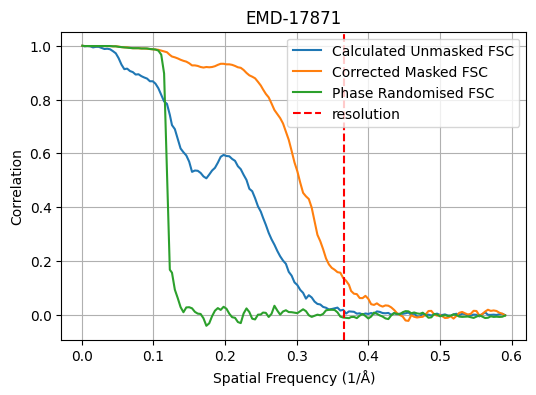 EMD-17871
Calculated Unmasked FSC
Corrected Masked FSC
Phase Randomised FSC
resolution
Correlation
1.0
0.8
0.6
0.4
0.2
0.0
0.0 0.1 0.2 0.3 0.4 0.5 0.6
Spatial Frequency (1/Å)